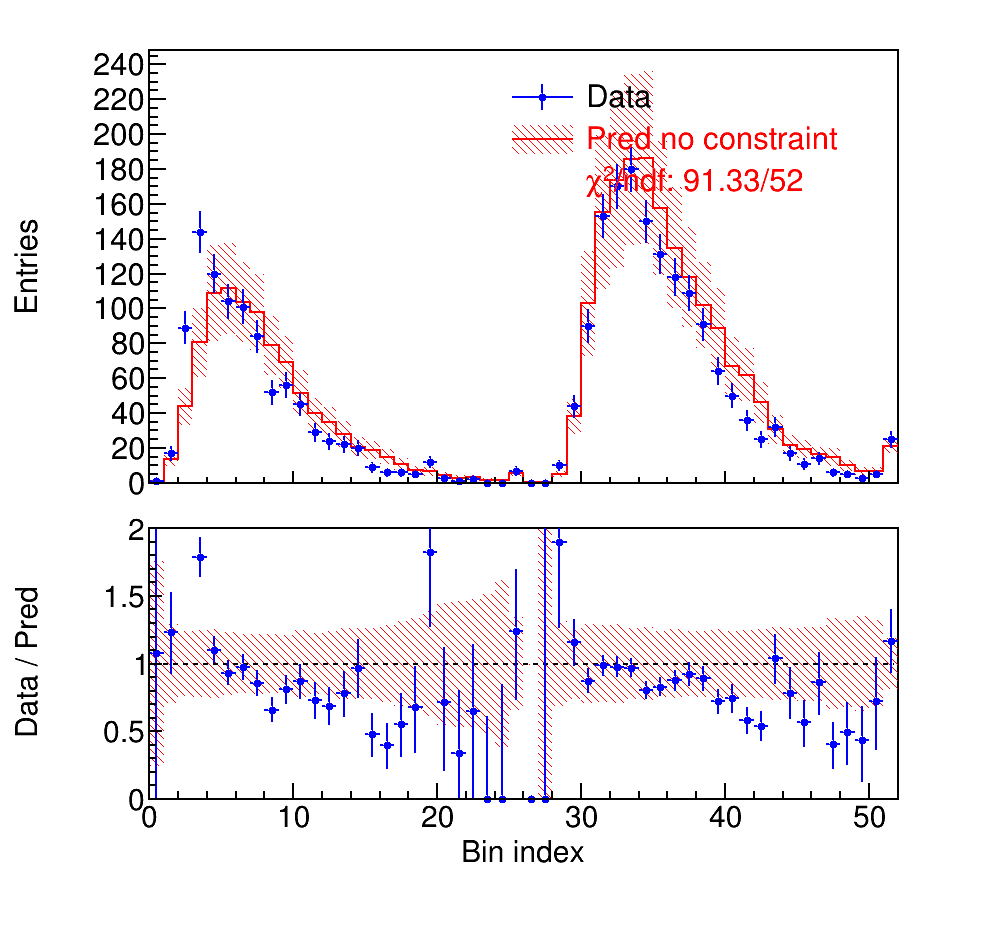 240
220
200
180
160
140
120
100
80
60
40
20
0
Entries
Data
Pred no constraint
χ²/ndf: 91.33/52
2
1.5
1
0.5
0
Data / Pred
0 10 20 30 40 50
Bin index